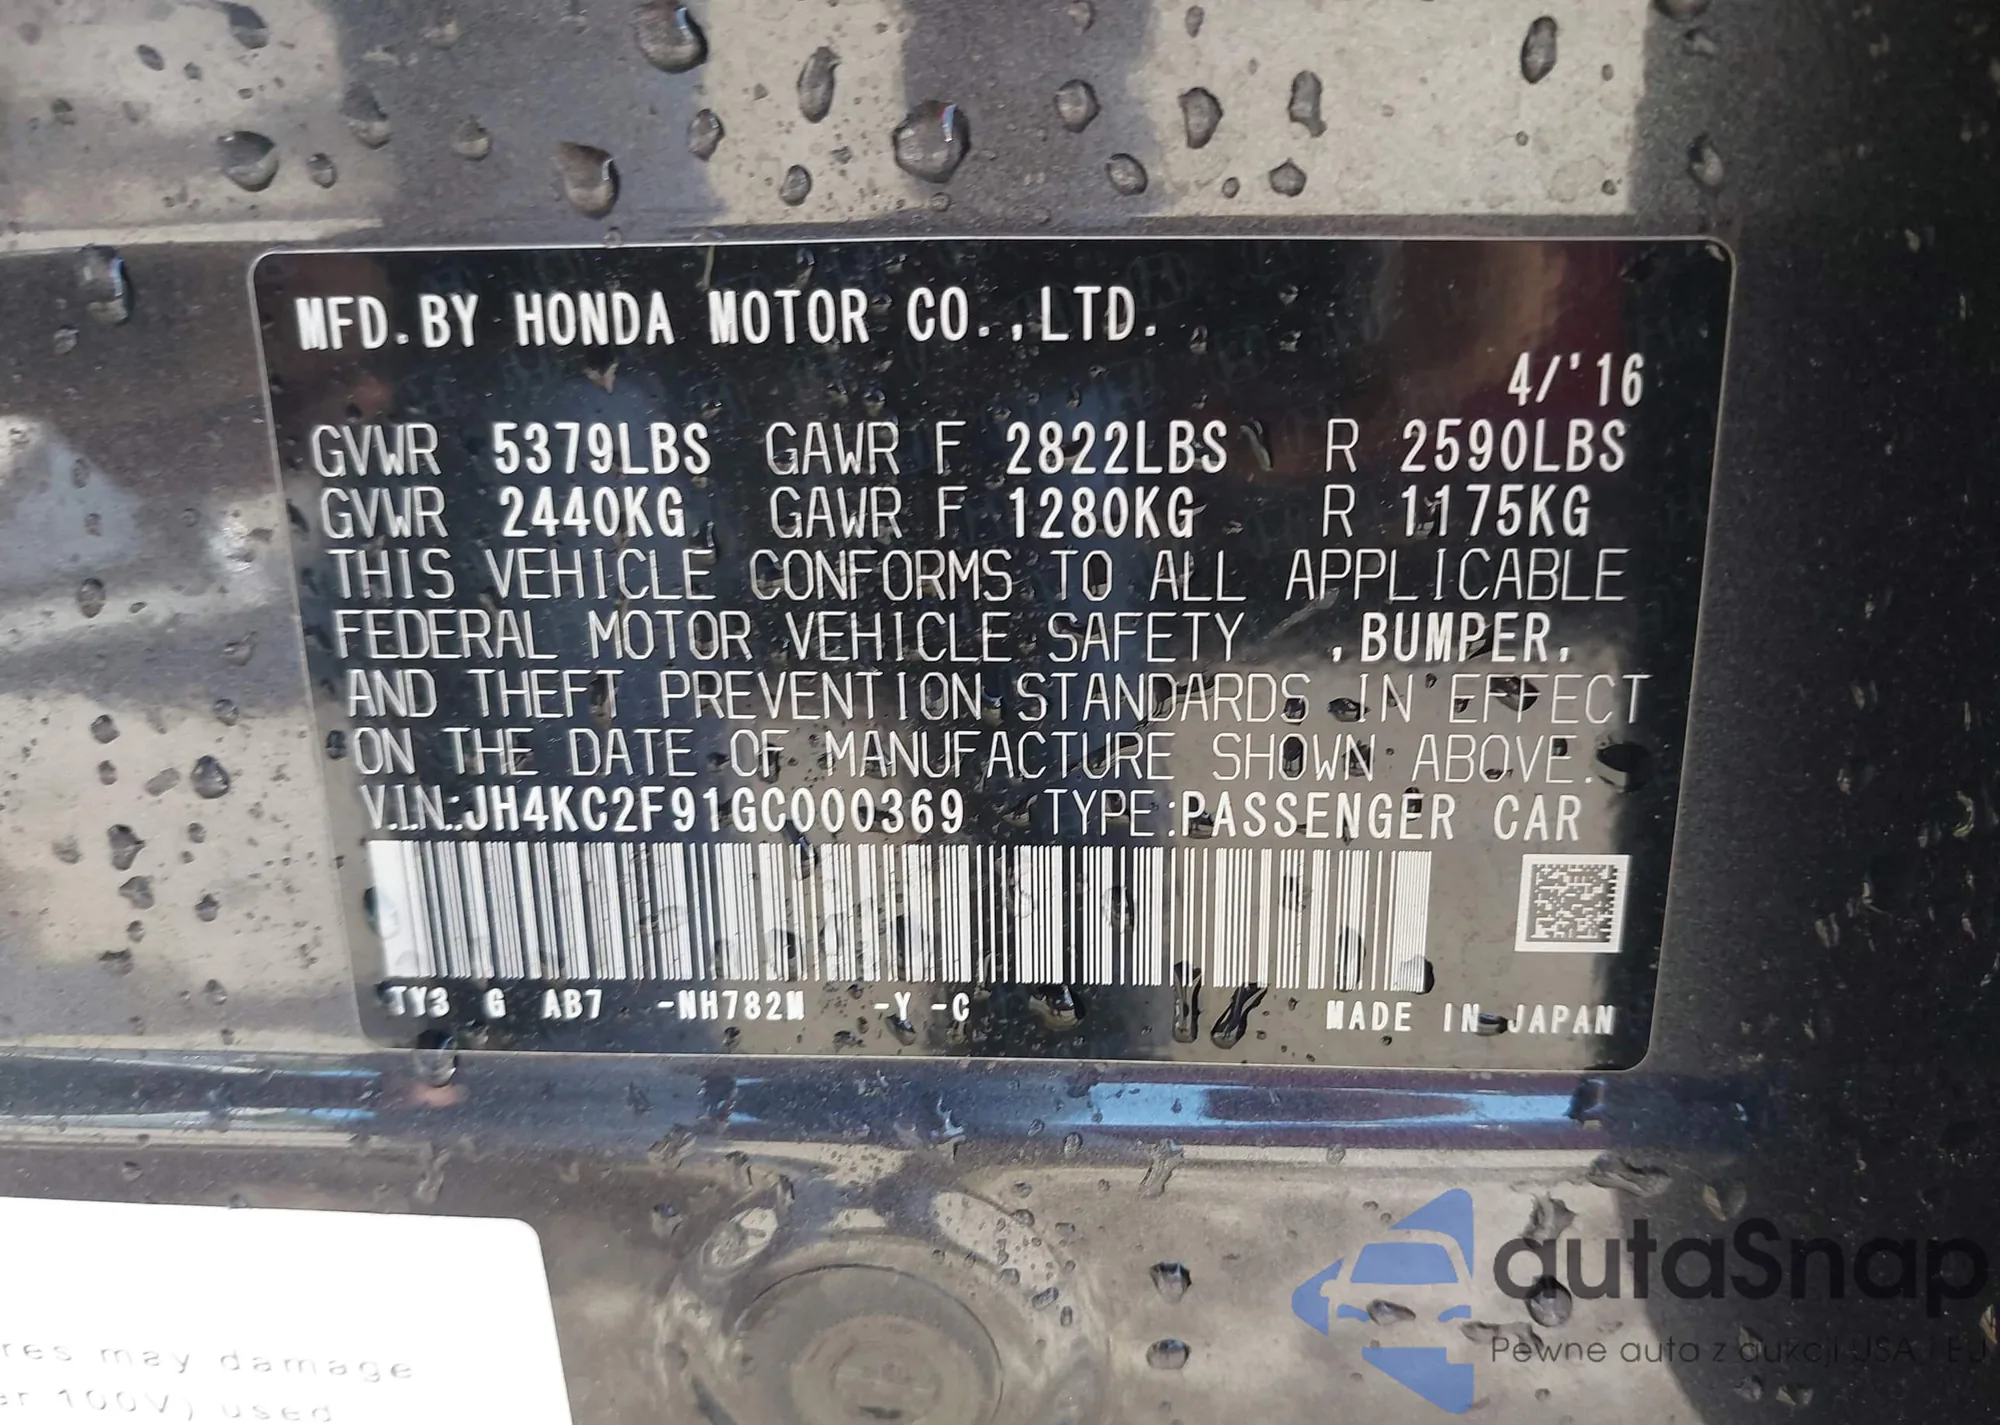 MFD.BY HONDA MOTOR CO.,LTD.
4/'16
GVWR 5379LBS GAWR F 2822LBS R 2590LBS
GVWR 2440KG GAWR F 1280KG R 1175KG
THIS VEHICLE CONFORMS TO ALL APPLICABLE
FEDERAL MOTOR VEHICLE SAFETY ,BUMPER,
AND THEFT PREVENTION STANDARDS IN EFFECT
ON THE DATE OF MANUFACTURE SHOWN ABOVE.
V.I.N.:JH4KC2F91GC000369 TYPE:PASSENGER CAR
TY3 G AB7 -NH782M -Y -C MADE IN JAPAN
autaSnap
Pewne auto z aukcji USA i EU
res may damage
er 100V) used